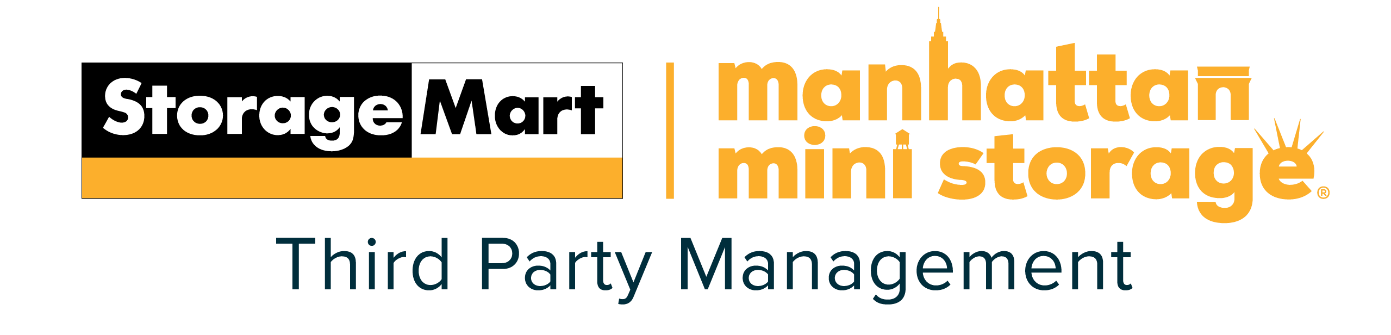 StorageMart
manhattan
mini storage®
Third Party Management